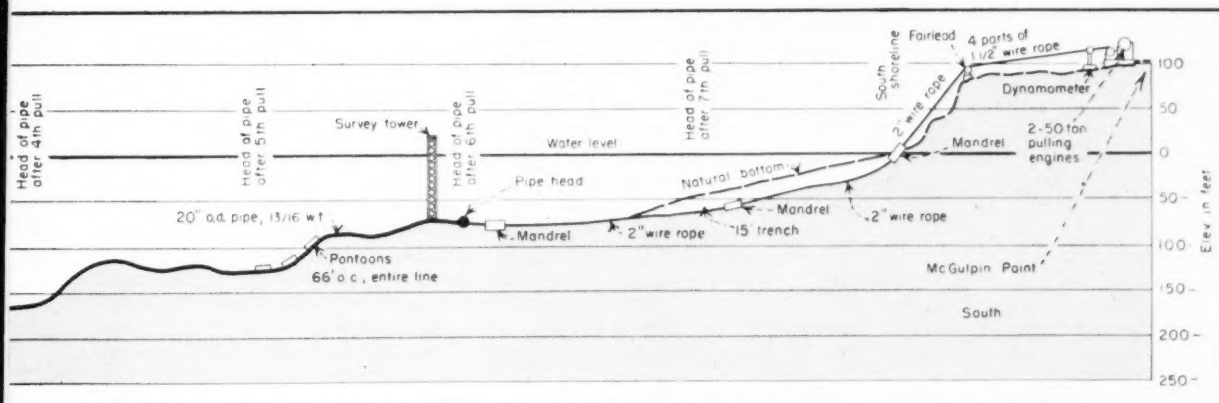 Head of pipe
after 4th pull
Head of pipe
after 5th pull
Survey tower
Head of pipe
after 6th pull
Water level
Pipe head
20" o.d. pipe, 13/16 w.t
Pontoons
66' o.c., entire line
Mandrel
2" wire rope
Head of pipe
after 7th pull
Natural bottom
15' trench
Mandrel
2" wire rope
South
shoreline
2" wire rope
Fairlead
4 parts of
1 1/2" wire rope
Dynamometer
Mandrel
2-50 ton
pulling
engines
McGulpin Point
South
100
50-
0
50-
100-
150-
200-
250
Elev in feet